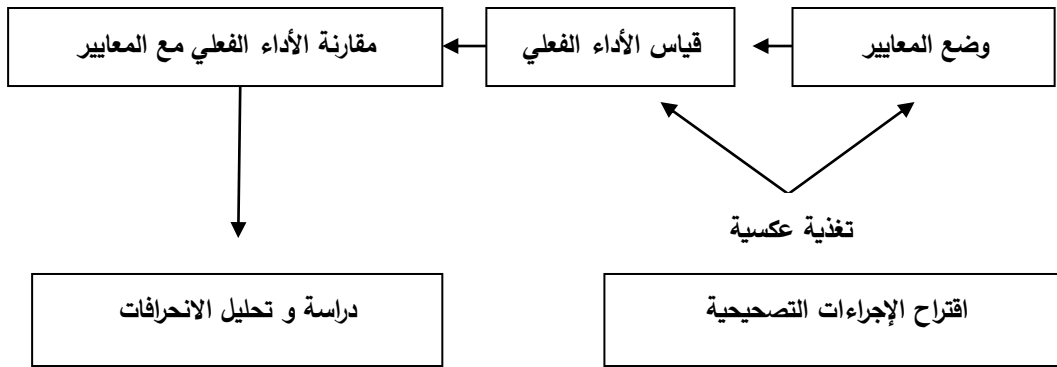 وضع المعايير
قياس الأداء الفعلي
مقارنة الأداء الفعلي مع المعايير
تغذية عكسية
اقتراح الإجراءات التصحيحية
دراسة و تحليل الانحرافات